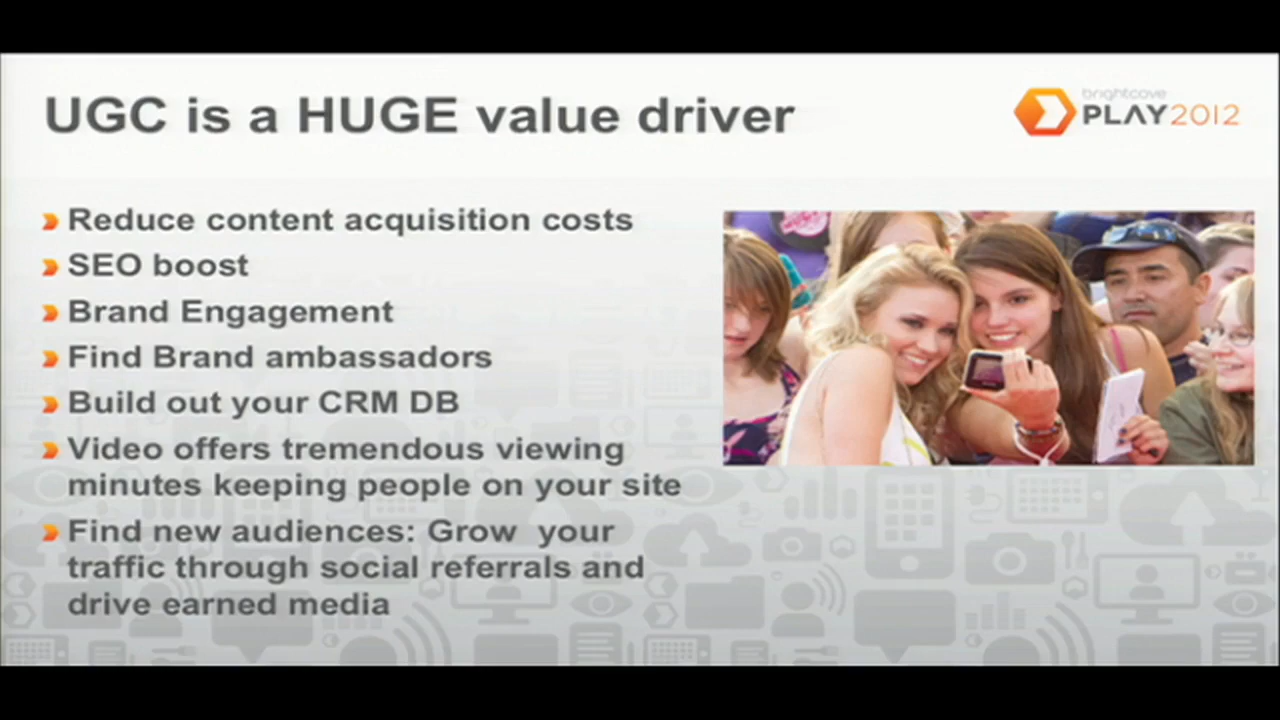 UGC is a HUGE value driver
brightcove
PLAY2012
Reduce content acquisition costs
SEO boost
Brand Engagement
Find Brand ambassadors
Build out your CRM DB
Video offers tremendous viewing
minutes keeping people on your site
Find new audiences: Grow  your
traffic through social referrals and
drive earned media